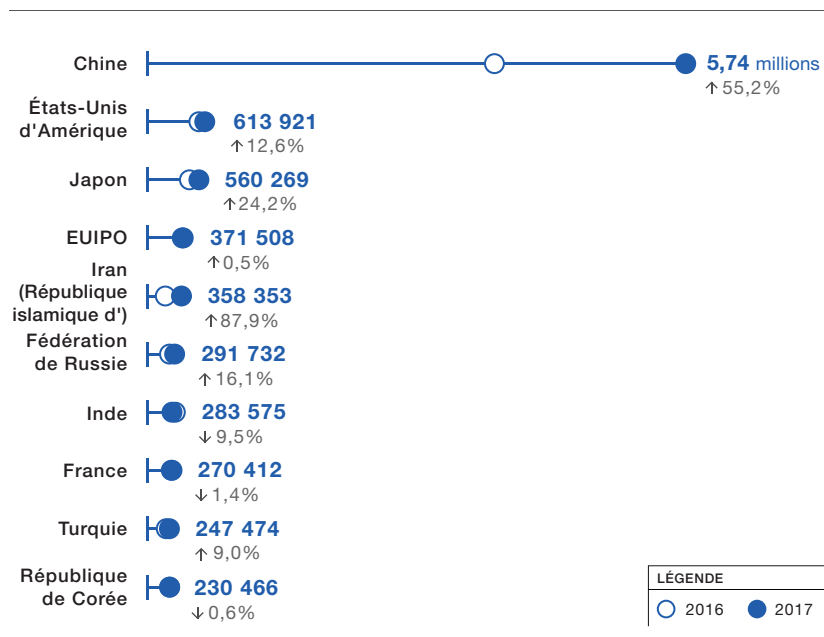 Chine
5,74 millions
↑55,2%
États-Unis
d'Amérique
613 921
↑12,6%
Japon
560 269
↑24,2%
EUIPO
371 508
↑0,5%
Iran
(République
islamique d')
358 353
↑87,9%
Fédération
de Russie
291 732
↑16,1%
Inde
283 575
↓9,5%
France
270 412
↓1,4%
Turquie
247 474
↑9,0%
République
de Corée
230 466
↓0,6%
LÉGENDE
2016 2017